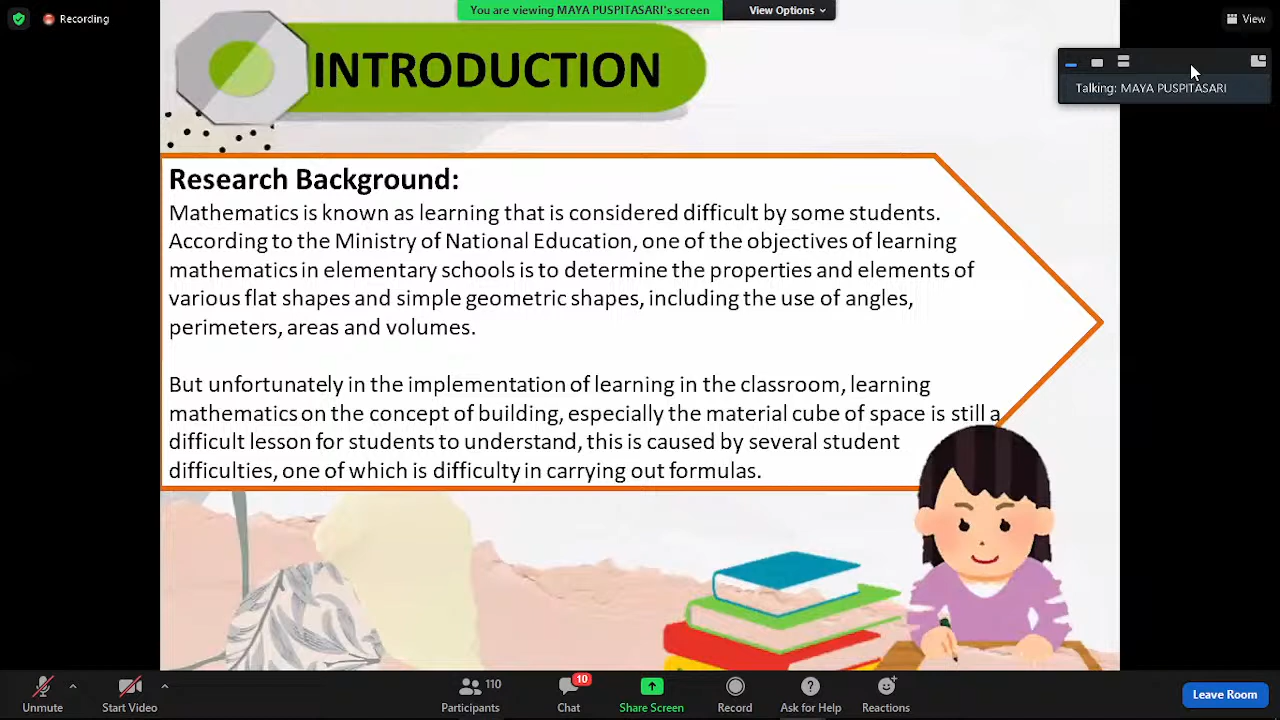 Recording
You are viewing MAYA PUSPITASARI's screen
View Options
View
Talking: MAYA PUSPITASARI
INTRODUCTION
Research Background:
Mathematics is known as learning that is considered difficult by some students.
According to the Ministry of National Education, one of the objectives of learning
mathematics in elementary schools is to determine the properties and elements of
various flat shapes and simple geometric shapes, including the use of angles,
perimeters, areas and volumes.
But unfortunately in the implementation of learning in the classroom, learning
mathematics on the concept of building, especially the material cube of space is still a
difficult lesson for students to understand, this is caused by several student
difficulties, one of which is difficulty in carrying out formulas.
Unmute
Start Video
110
Participants
10
Chat
Share Screen
Record
Ask for Help
Reactions
Leave Room